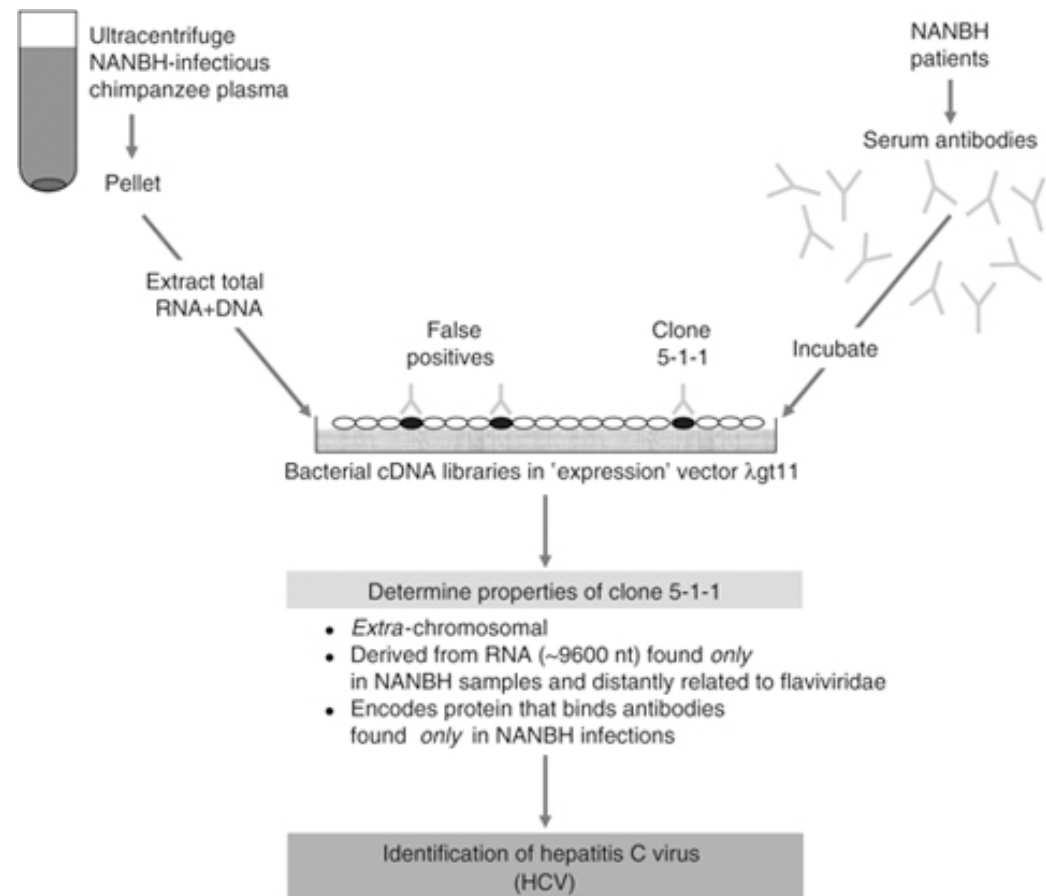 Ultracentrifuge
NANBH-infectious
chimpanzee plasma
Pellet
Extract total
RNA+DNA
NANBH
patients
Serum antibodies
Incubate
False
positives
Clone
5-1-1
Bacterial cDNA libraries in 'expression' vector λgt11
Determine properties of clone 5-1-1
• Extra-chromosomal
• Derived from RNA (~9600 nt) found only
in NANBH samples and distantly related to flaviviridae
• Encodes protein that binds antibodies
found only in NANBH infections
Identification of hepatitis C virus
(HCV)